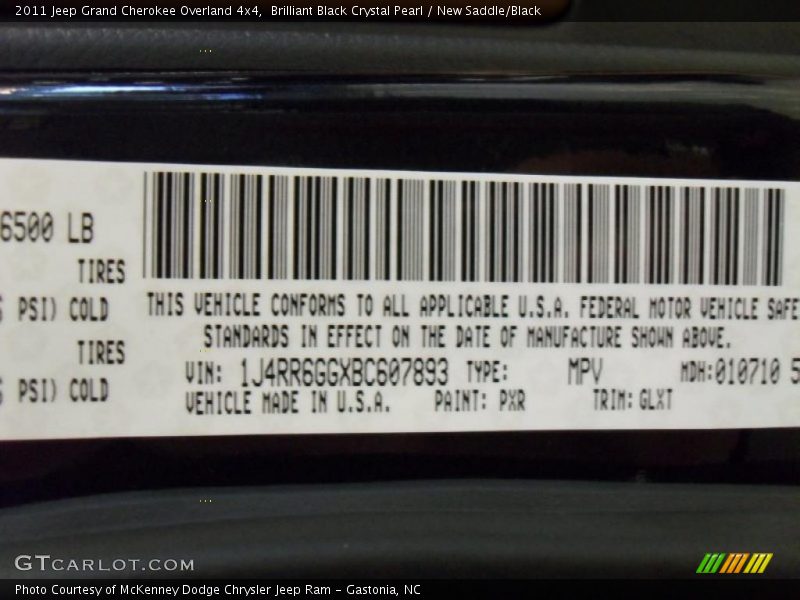 2011 Jeep Grand Cherokee Overland 4x4,  Brilliant Black Crystal Pearl / New Saddle/Black
6500 LB
TIRES
PSI) COLD
TIRES
PSI) COLD
THIS VEHICLE CONFORMS TO ALL APPLICABLE U.S.A. FEDERAL MOTOR VEHICLE SAFE
STANDARDS IN EFFECT ON THE DATE OF MANUFACTURE SHOWN ABOVE.
VIN: 1J4RR6GGXBC607893 TYPE: MPV MDH:010710 5
VEHICLE MADE IN U.S.A. PAINT: PXR TRIM: GLXT
GTCARLOT.COM
Photo Courtesy of McKenney Dodge Chrysler Jeep Ram - Gastonia, NC